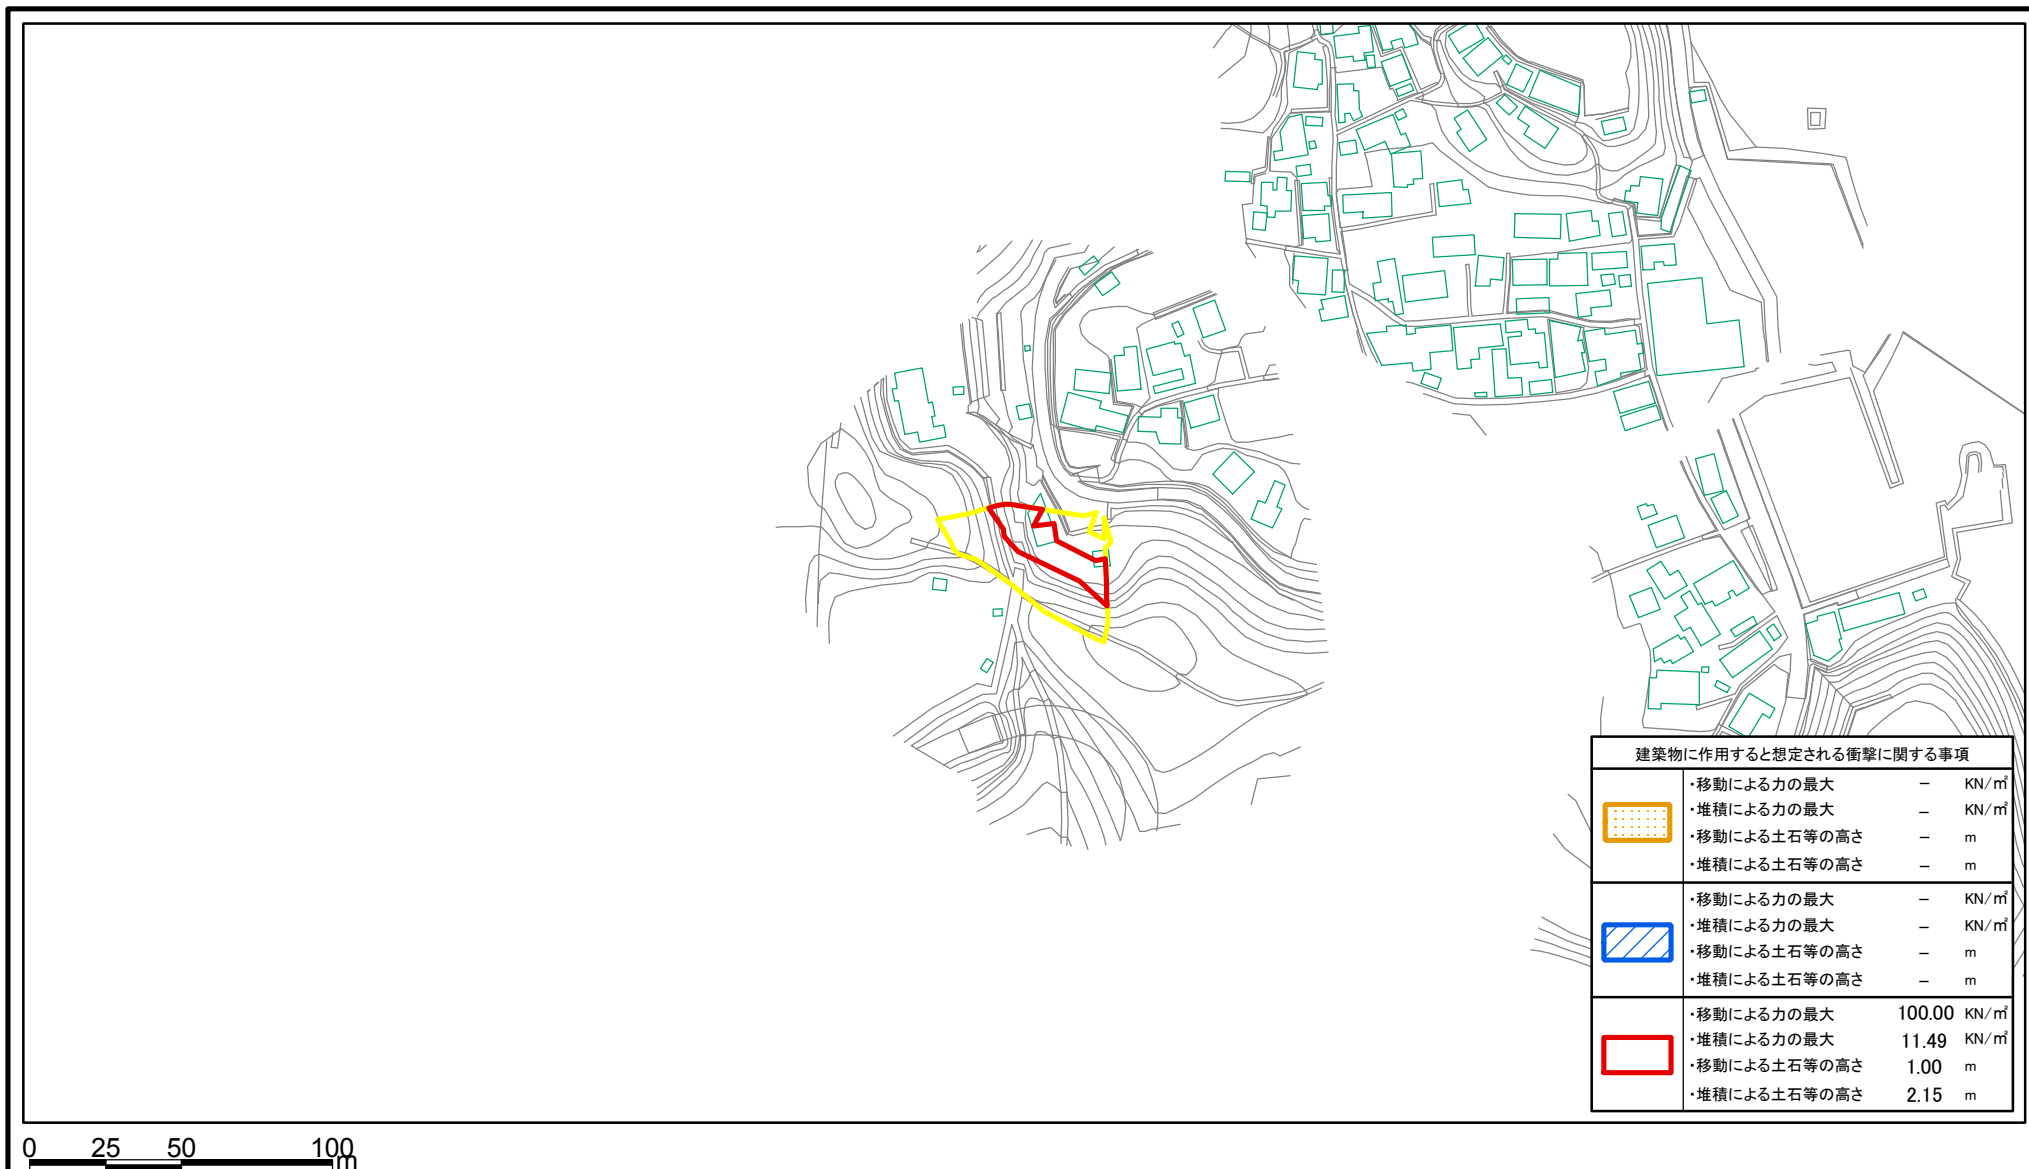 建築物に作用すると想定される衝撃に関する事項
・移動による力の最大 － KN/㎡
・堆積による力の最大 － KN/㎡
・移動による土石等の高さ － m
・堆積による土石等の高さ － m
・移動による力の最大 － KN/㎡
・堆積による力の最大 － KN/㎡
・移動による土石等の高さ － m
・堆積による土石等の高さ － m
・移動による力の最大 100.00 KN/㎡
・堆積による力の最大 11.49 KN/㎡
・移動による土石等の高さ 1.00 m
・堆積による土石等の高さ 2.15 m
0 25 50 100
m